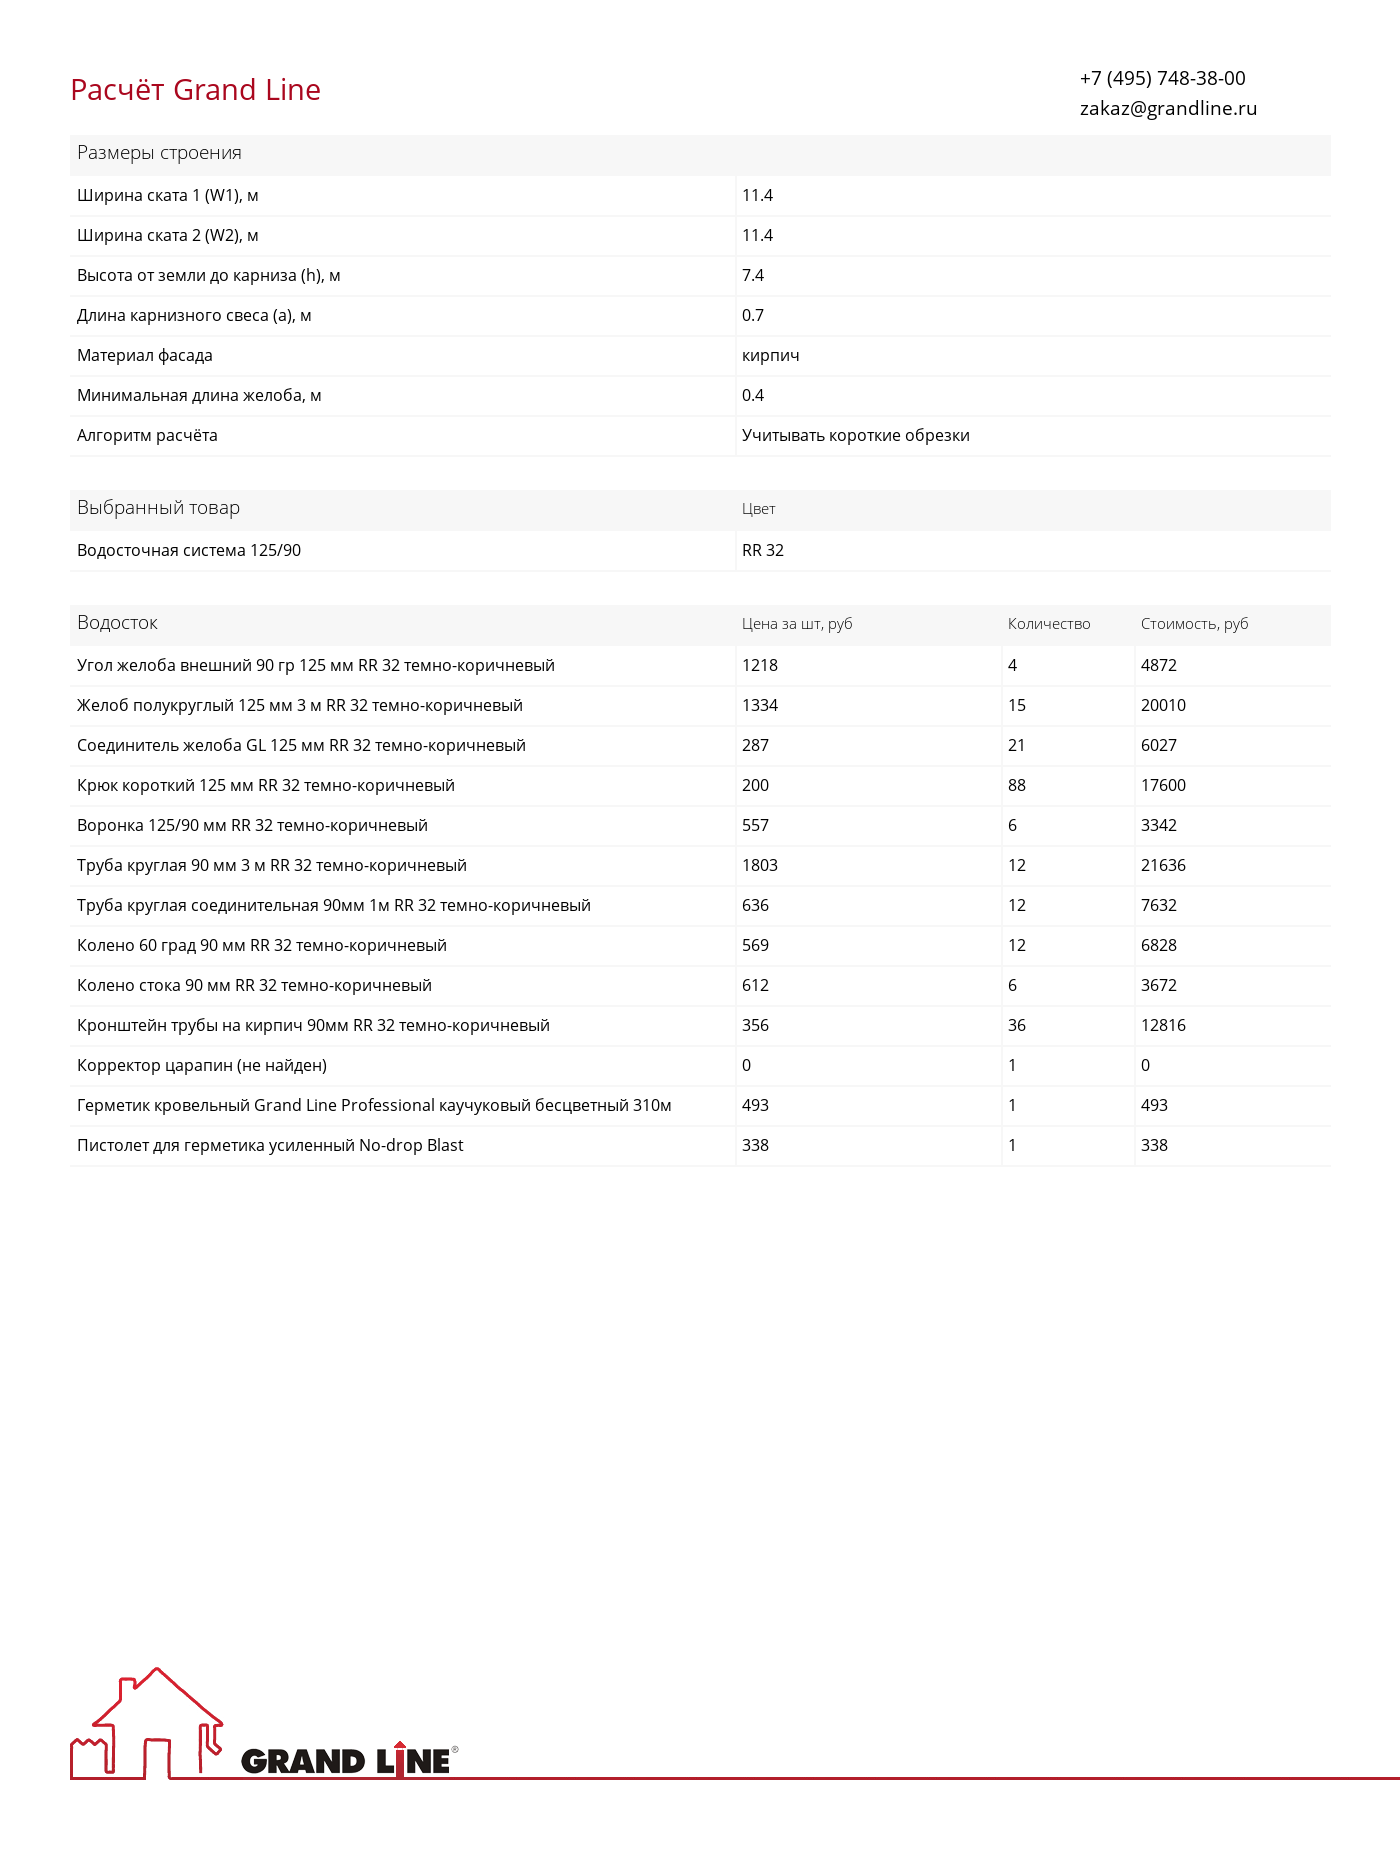 Расчёт Grand Line
+7 (495) 748-38-00
zakaz@grandline.ru
Размеры строения
Ширина ската 1 (W1), м 11.4
Ширина ската 2 (W2), м 11.4
Высота от земли до карниза (h), м 7.4
Длина карнизного свеса (a), м 0.7
Материал фасада кирпич
Минимальная длина желоба, м 0.4
Алгоритм расчёта Учитывать короткие обрезки
Выбранный товар Цвет
Водосточная система 125/90 RR 32
Водосток Цена за шт, руб Количество Стоимость, руб
Угол желоба внешний 90 гр 125 мм RR 32 темно-коричневый 1218 4 4872
Желоб полукруглый 125 мм 3 м RR 32 темно-коричневый 1334 15 20010
Соединитель желоба GL 125 мм RR 32 темно-коричневый 287 21 6027
Крюк короткий 125 мм RR 32 темно-коричневый 200 88 17600
Воронка 125/90 мм RR 32 темно-коричневый 557 6 3342
Труба круглая 90 мм 3 м RR 32 темно-коричневый 1803 12 21636
Труба круглая соединительная 90мм 1м RR 32 темно-коричневый 636 12 7632
Колено 60 град 90 мм RR 32 темно-коричневый 569 12 6828
Колено стока 90 мм RR 32 темно-коричневый 612 6 3672
Кронштейн трубы на кирпич 90мм RR 32 темно-коричневый 356 36 12816
Корректор царапин (не найден) 0 1 0
Герметик кровельный Grand Line Professional каучуковый бесцветный 310м 493 1 493
Пистолет для герметика усиленный No-drop Blast 338 1 338
GRAND LINE®